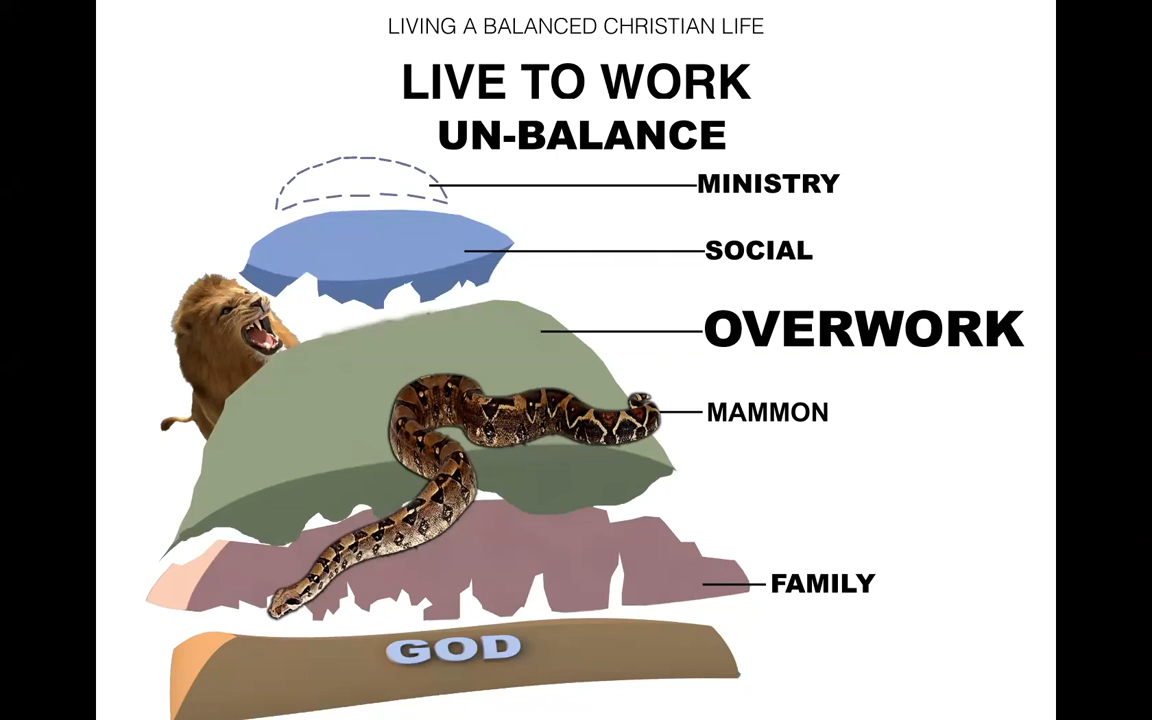 LIVING A BALANCED CHRISTIAN LIFE
LIVE TO WORK
UN-BALANCE
MINISTRY
SOCIAL
OVERWORK
MAMMON
FAMILY
GOD